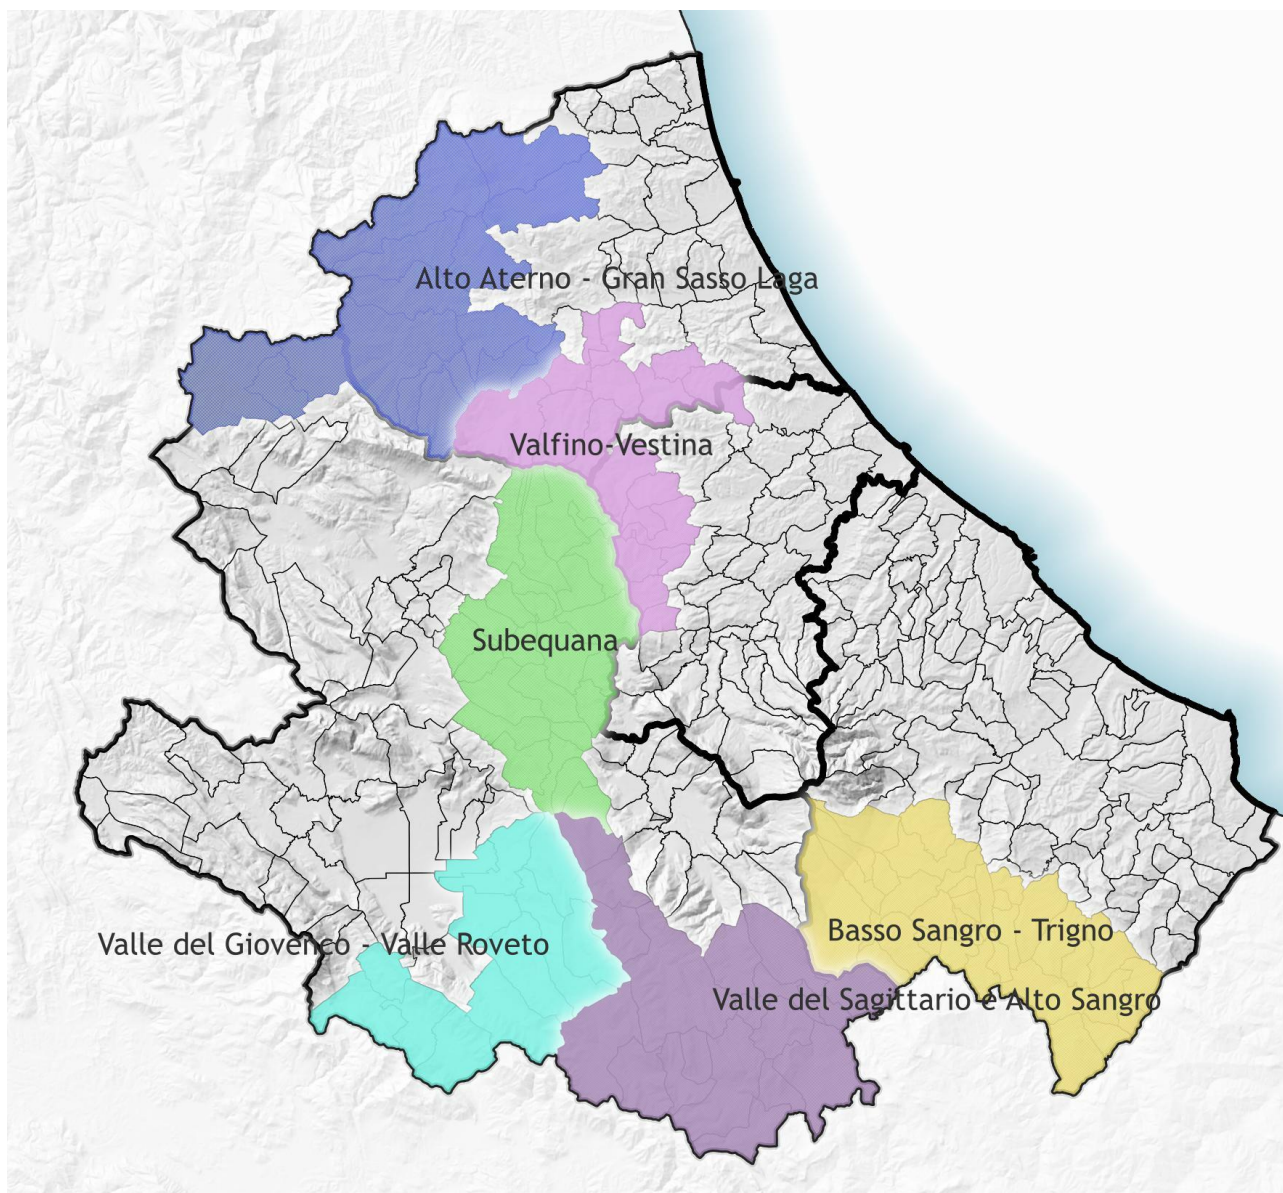 Alto Aterno - Gran Sasso Laga
Valfino-Vestina
Subequana
Basso Sangro - Trigno
Valle del Giovenco - Valle Roveto
Valle del Sagittario e Alto Sangro